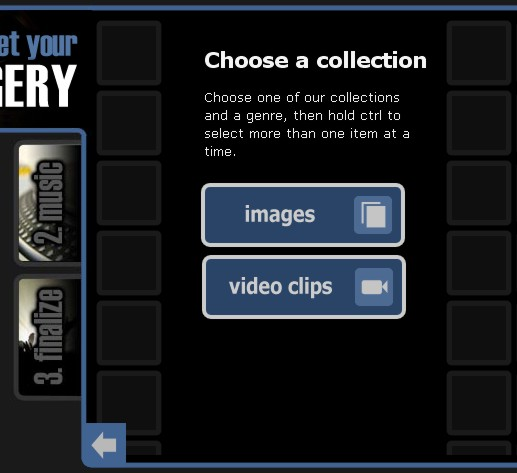 et your
GERY
Choose a collection
Choose one of our collections
and a genre, then hold ctrl to
select more than one item at a
time.
images
video clips
2. music
3. finalize